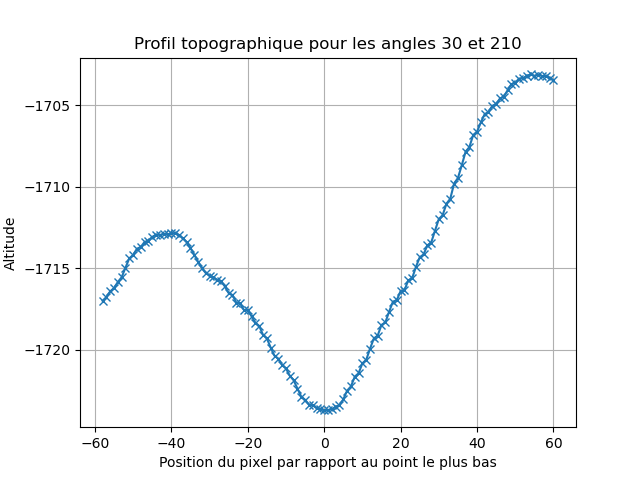 Profil topographique pour les angles 30 et 210
Altitude
−1705
−1710
−1715
−1720
−60 −40 −20 0 20 40 60
Position du pixel par rapport au point le plus bas